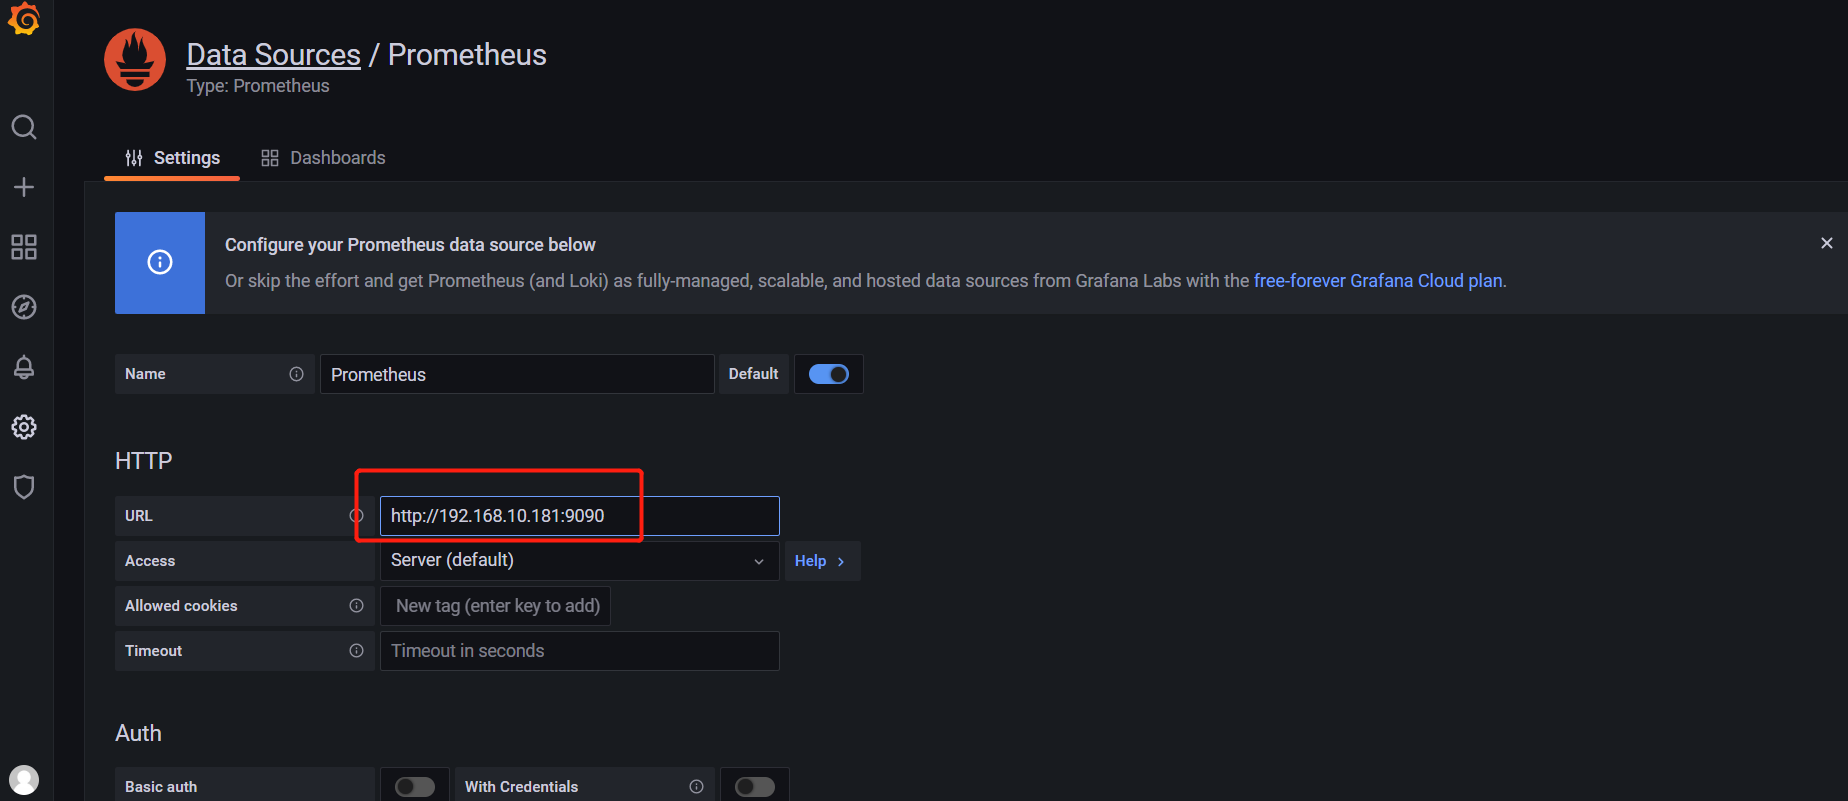 Data Sources / Prometheus
Type: Prometheus
Settings
Dashboards
Configure your Prometheus data source below
Or skip the effort and get Prometheus (and Loki) as fully-managed, scalable, and hosted data sources from Grafana Labs with the free-forever Grafana Cloud plan.
Name
Prometheus
Default
HTTP
URL
http://192.168.10.181:9090
Access
Server (default)
Help
Allowed cookies
New tag (enter key to add)
Timeout
Timeout in seconds
Auth
Basic auth
With Credentials